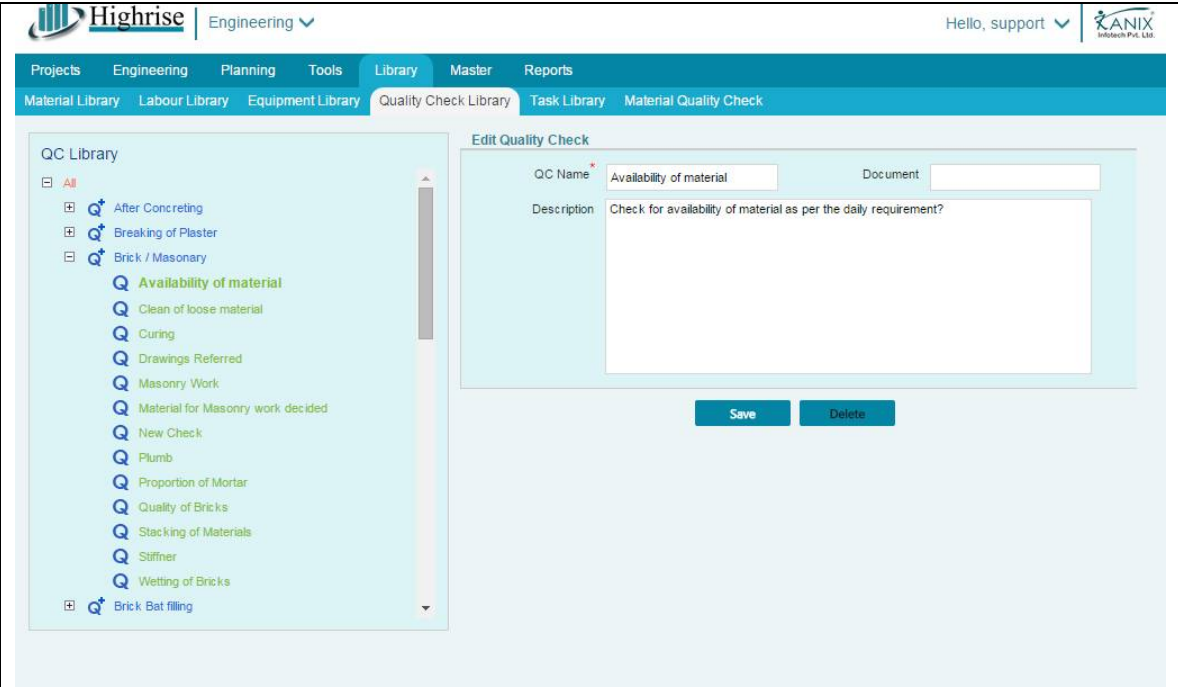 Highrise Engineering Hello, support KANIX
Infotech Pvt. Ltd.
Projects Engineering Planning Tools Library Master Reports
Material Library Labour Library Equipment Library Quality Check Library Task Library Material Quality Check
QC Library
All
After Concreting
Breaking of Plaster
Brick / Masonary
Availability of material
Clean of loose material
Curing
Drawings Referred
Masonry Work
Material for Masonry work decided
New Check
Plumb
Proportion of Mortar
Quality of Bricks
Stacking of Materials
Stiffner
Wetting of Bricks
Brick Bat filling
Edit Quality Check
QC Name* Availability of material Document
Description Check for availability of material as per the daily requirement?
Save Delete